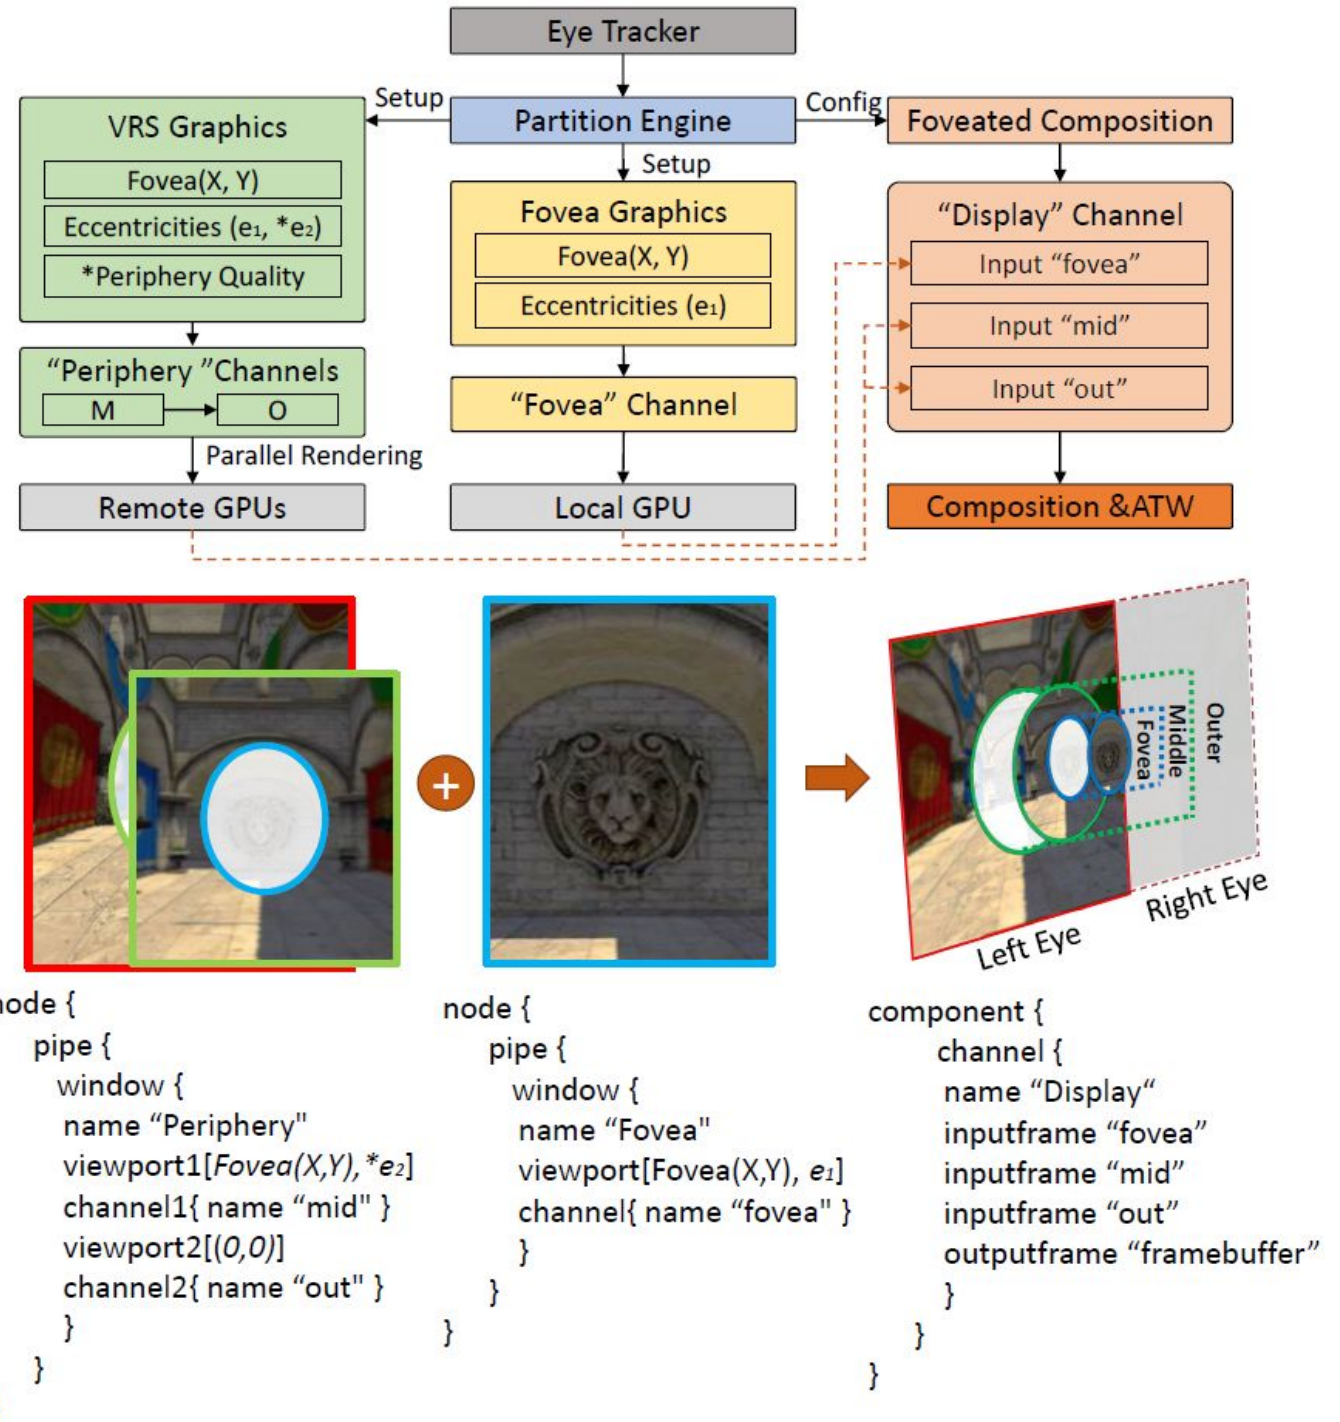 Eye Tracker
Setup
Partition Engine
Config
VRS Graphics
Fovea(X, Y)
Eccentricities (e₁, *e₂)
*Periphery Quality
Setup
Fovea Graphics
Fovea(X, Y)
Eccentricities (e₁)
Foveated Composition
“Display” Channel
Input “fovea”
Input “mid”
Input “out”
“Periphery ”Channels
M
O
Parallel Rendering
“Fovea” Channel
Remote GPUs
Local GPU
Composition &ATW
+
Outer
Middle
Fovea
Left Eye
Right Eye
node {
pipe {
window {
name “Periphery"
viewport1[Fovea(X,Y),*e₂]
channel1{ name “mid" }
viewport2[(0,0)]
channel2{ name “out" }
}
}
node {
pipe {
window {
name “Fovea"
viewport[Fovea(X,Y), e₁]
channel{ name “fovea" }
}
}
}
component {
channel {
name “Display“
inputframe “fovea”
inputframe “mid”
inputframe “out”
outputframe “framebuffer”
}
}
}